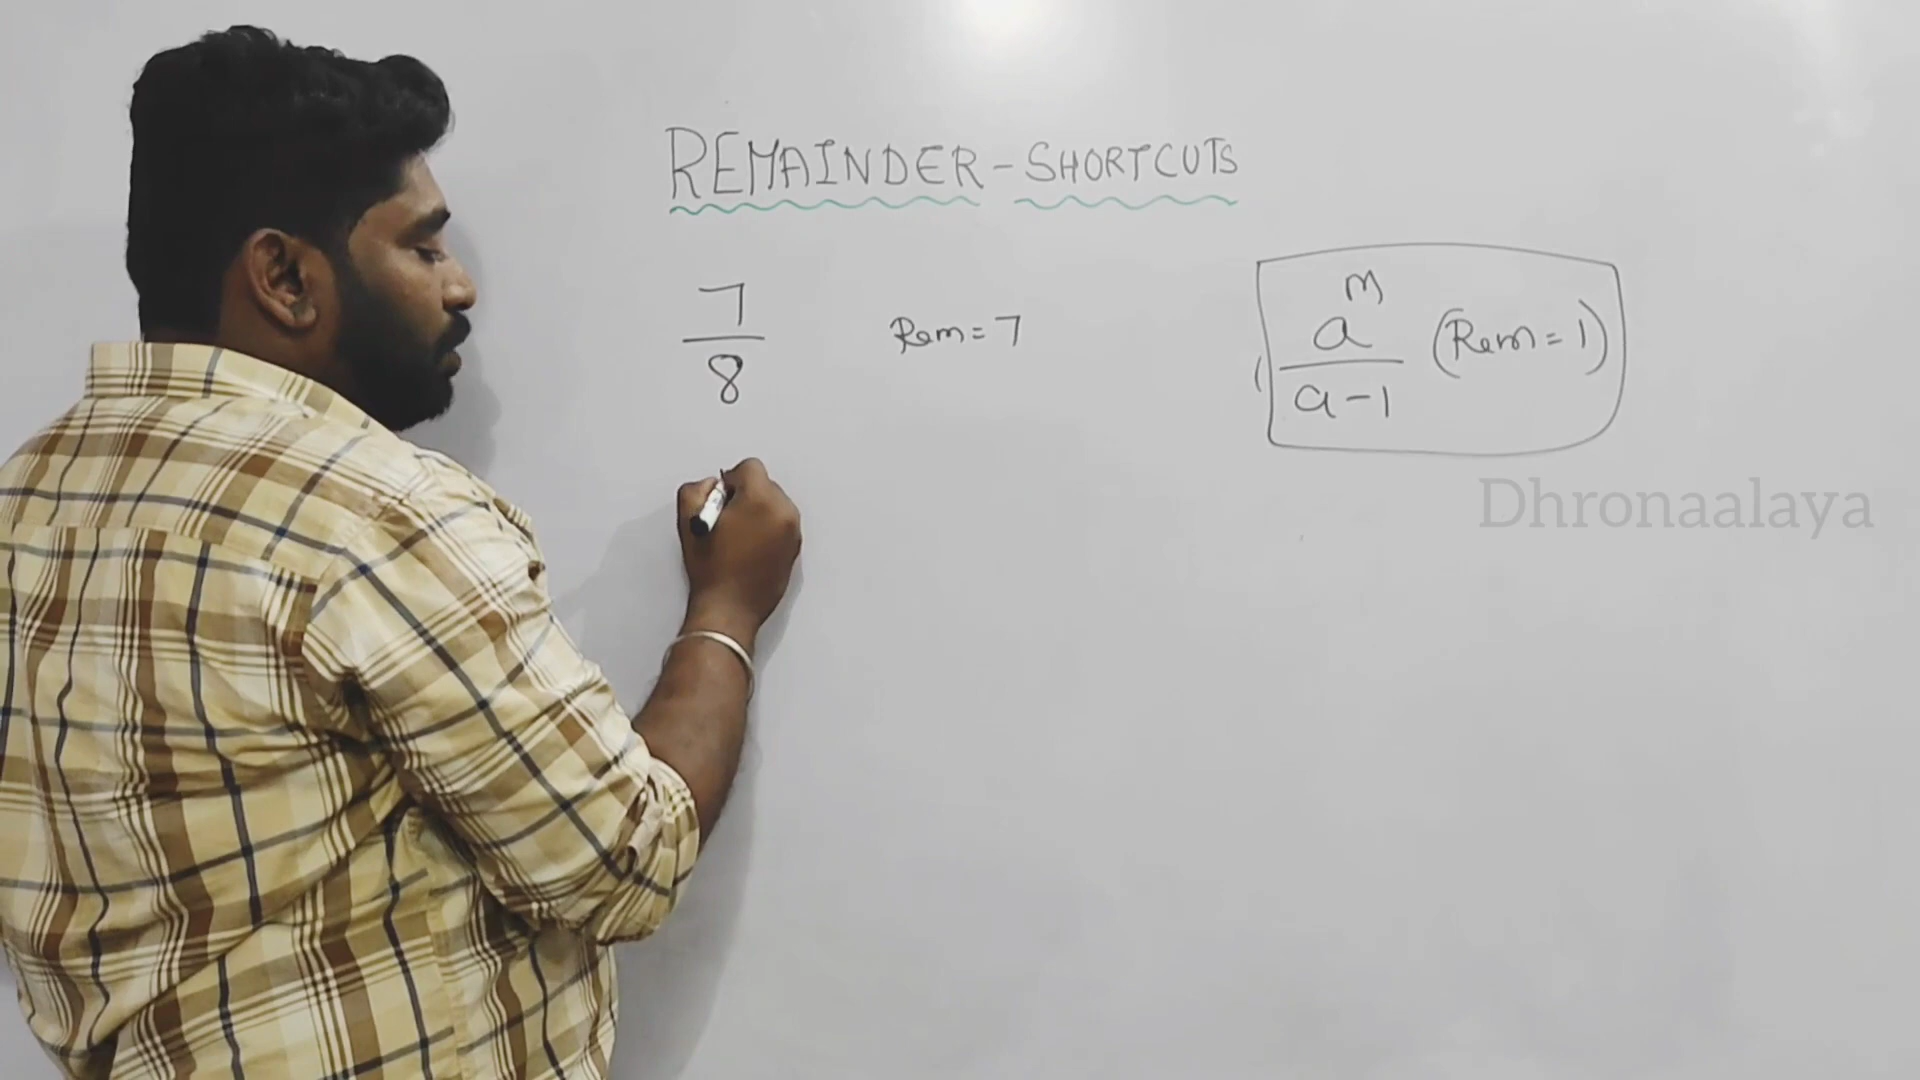 REMAINDER-SHORTCUTS
7
8
Rem = 7
a^m
a-1
(Rem = 1)
Dhronaalaya